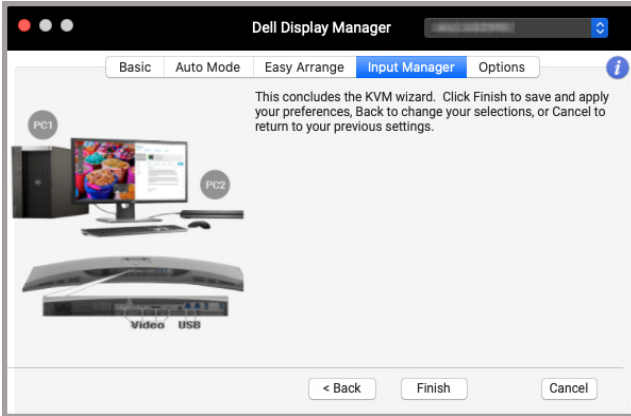 Dell Display Manager
Basic Auto Mode Easy Arrange Input Manager Options
This concludes the KVM wizard. Click Finish to save and apply
your preferences, Back to change your selections, or Cancel to
return to your previous settings.
PC1
PC2
Video USB
< Back Finish Cancel